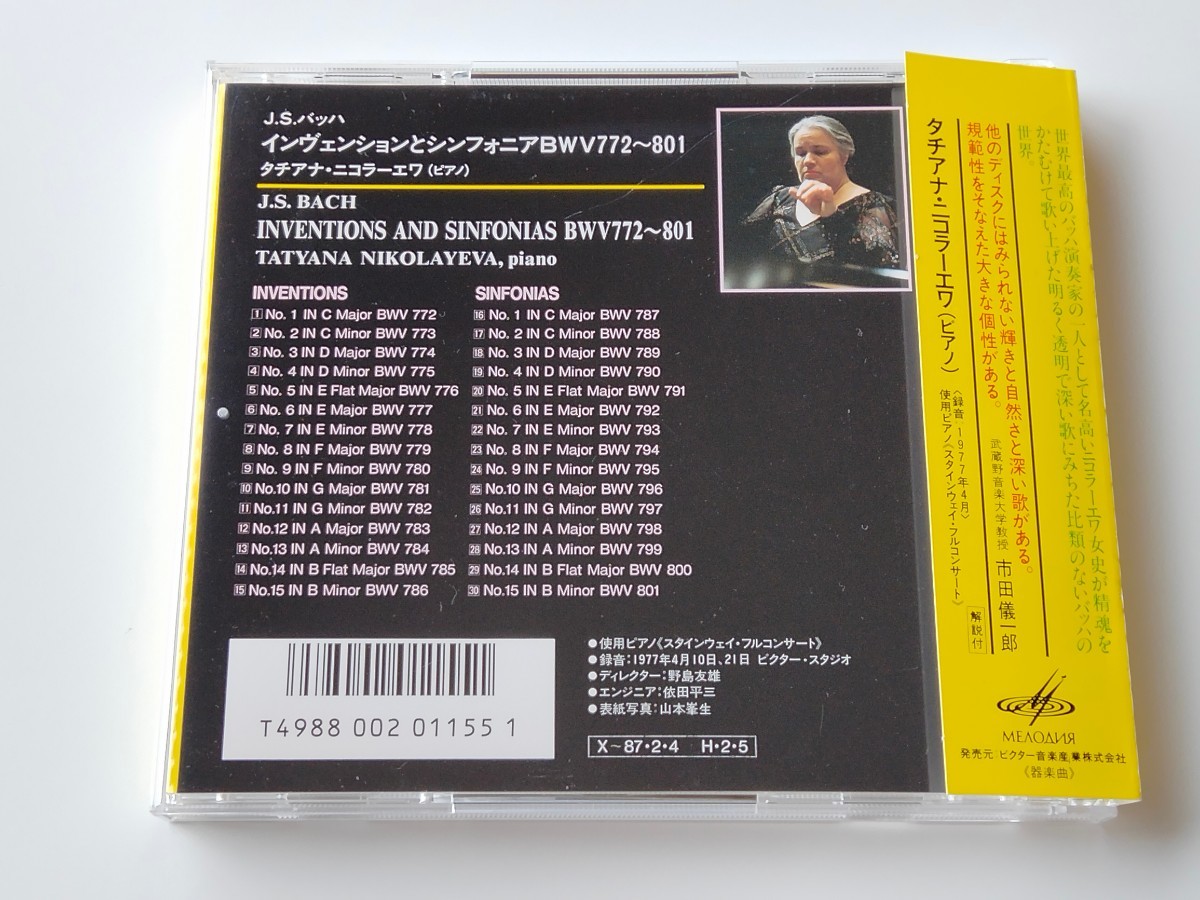 J.S.バッハ
インヴェンションとシンフォニアBWV772〜801
タチアナ・ニコラーエワ(ピアノ)
J.S. BACH
INVENTIONS AND SINFONIAS BWV772〜801
TATYANA NIKOLAYEVA, piano
INVENTIONS
1 No. 1 IN C Major BWV 772
2 No. 2 IN C Minor BWV 773
3 No. 3 IN D Major BWV 774
4 No. 4 IN D Minor BWV 775
5 No. 5 IN E Flat Major BWV 776
6 No. 6 IN E Major BWV 777
7 No. 7 IN E Minor BWV 778
8 No. 8 IN F Major BWV 779
9 No. 9 IN F Minor BWV 780
10 No.10 IN G Major BWV 781
11 No.11 IN G Minor BWV 782
12 No.12 IN A Major BWV 783
13 No.13 IN A Minor BWV 784
14 No.14 IN B Flat Major BWV 785
15 No.15 IN B Minor BWV 786
SINFONIAS
16 No. 1 IN C Major BWV 787
17 No. 2 IN C Minor BWV 788
18 No. 3 IN D Major BWV 789
19 No. 4 IN D Minor BWV 790
20 No. 5 IN E Flat Major BWV 791
21 No. 6 IN E Major BWV 792
22 No. 7 IN E Minor BWV 793
23 No. 8 IN F Major BWV 794
24 No. 9 IN F Minor BWV 795
25 No.10 IN G Major BWV 796
26 No.11 IN G Minor BWV 797
27 No.12 IN A Major BWV 798
28 No.13 IN A Minor BWV 799
29 No.14 IN B Flat Major BWV 800
30 No.15 IN B Minor BWV 801
T4988 002 01155 1
●使用ピアノ《スタインウェイ・フルコンサート》
●録音:1977年4月10日、21日 ビクター・スタジオ
●ディレクター:野島友雄
●エンジニア:依田平三
●表紙写真:山本峯生
X〜87・2・4 H・2・5
世界最高のバッハ演奏家の一人として名高いニコラーエワ女史が精魂を
かたむけて歌い上げた明るく透明で深い歌にみちた比類のないバッハの
世界
他のディスクにはみられない輝きと自然さと深い歌がある。
規範性をそなえた大きな個性がある。
武蔵野音楽大学教授 市田儀一郎
解説付
タチアナ・ニコラーエワ(ピアノ)
〈録音 1977年4月〉
使用ピアノ《スタインウェイ・フルコンサート》
МЕЛОДИЯ
発売元:ビクター音楽産業株式会社
《器楽曲》